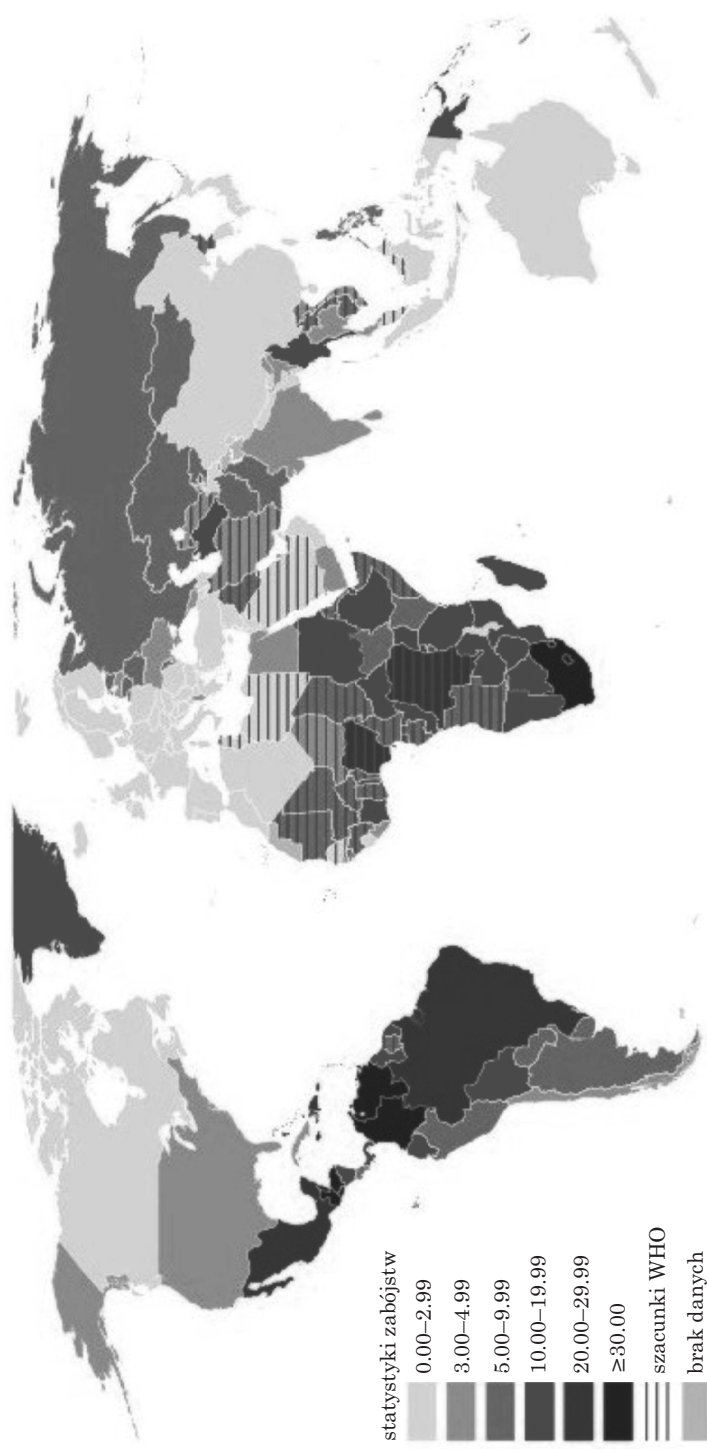 statystyki zabójstw
0.00–2.99
3.00–4.99
5.00–9.99
10.00–19.99
20.00–29.99
≥30.00
szacunki WHO
brak danych